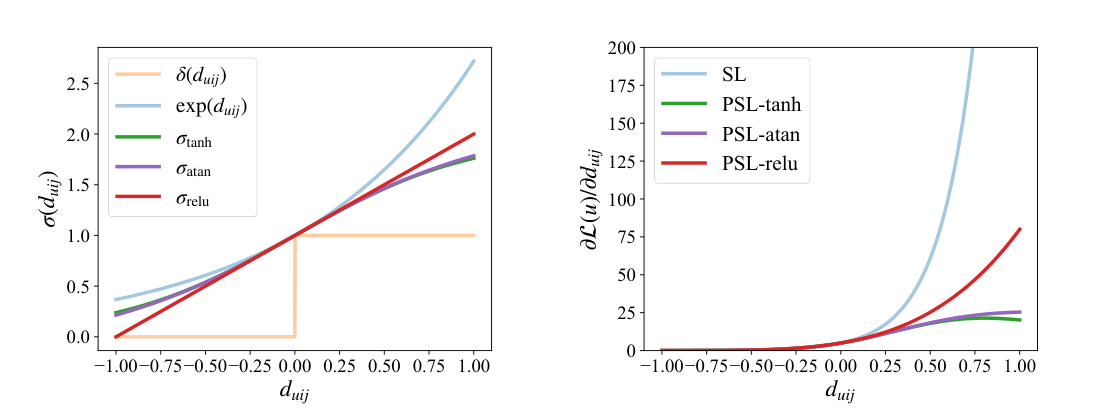 σ(d_uij)
2.5
2.0
1.5
1.0
0.5
0.0
δ(d_uij)
exp(d_uij)
σ_tanh
σ_atan
σ_relu
−1.00 −0.75 −0.50 −0.25 0.00 0.25 0.50 0.75 1.00
d_uij
∂ℒ(u)/∂d_uij
200
175
150
125
100
75
50
25
0
SL
PSL-tanh
PSL-atan
PSL-relu
−1.00 −0.75 −0.50 −0.25 0.00 0.25 0.50 0.75 1.00
d_uij